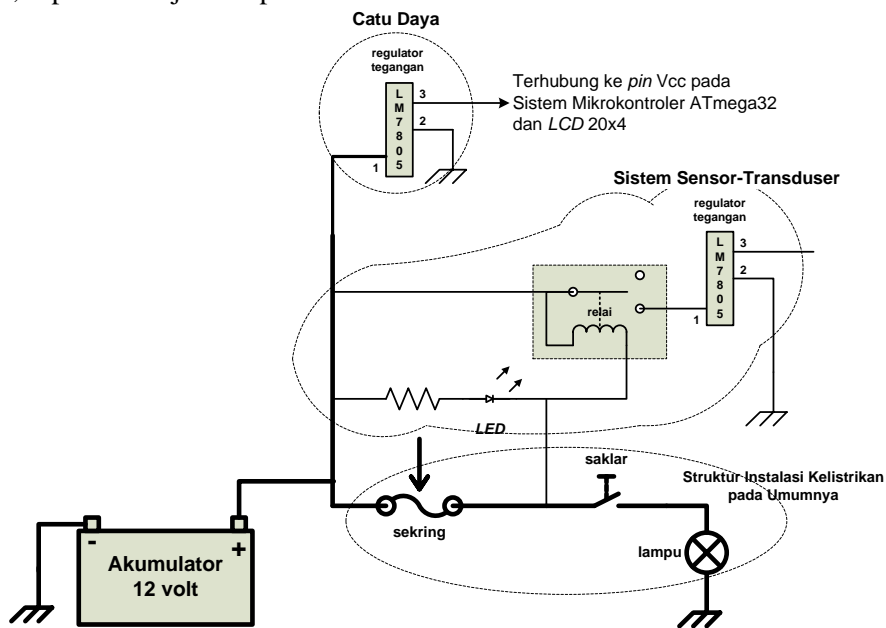 Catu Daya
regulator
tegangan
L
M
7
8
0
5
3
2
1
Terhubung ke pin Vcc pada
Sistem Mikrokontroler ATmega32
dan LCD 20x4
Sistem Sensor-Transduser
regulator
tegangan
L
M
7
8
0
5
3
2
1
relai
LED
saklar
Struktur Instalasi Kelistrikan
pada Umumnya
sekring
lampu
- +
Akumulator
12 volt